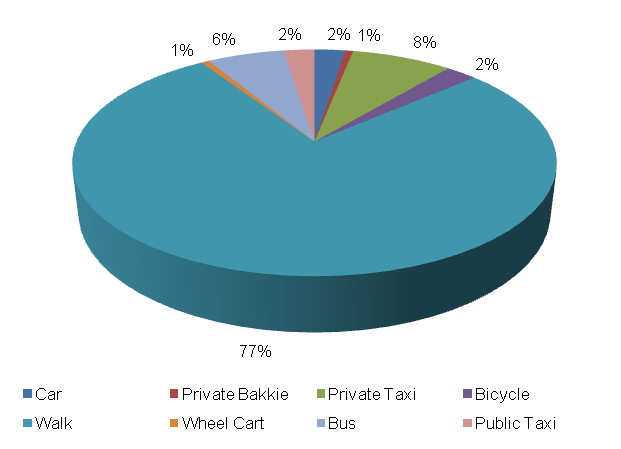 2% 2% 1%
6% 8%
1% 2%
77%
Car Private Bakkie Private Taxi Bicycle
Walk Wheel Cart Bus Public Taxi